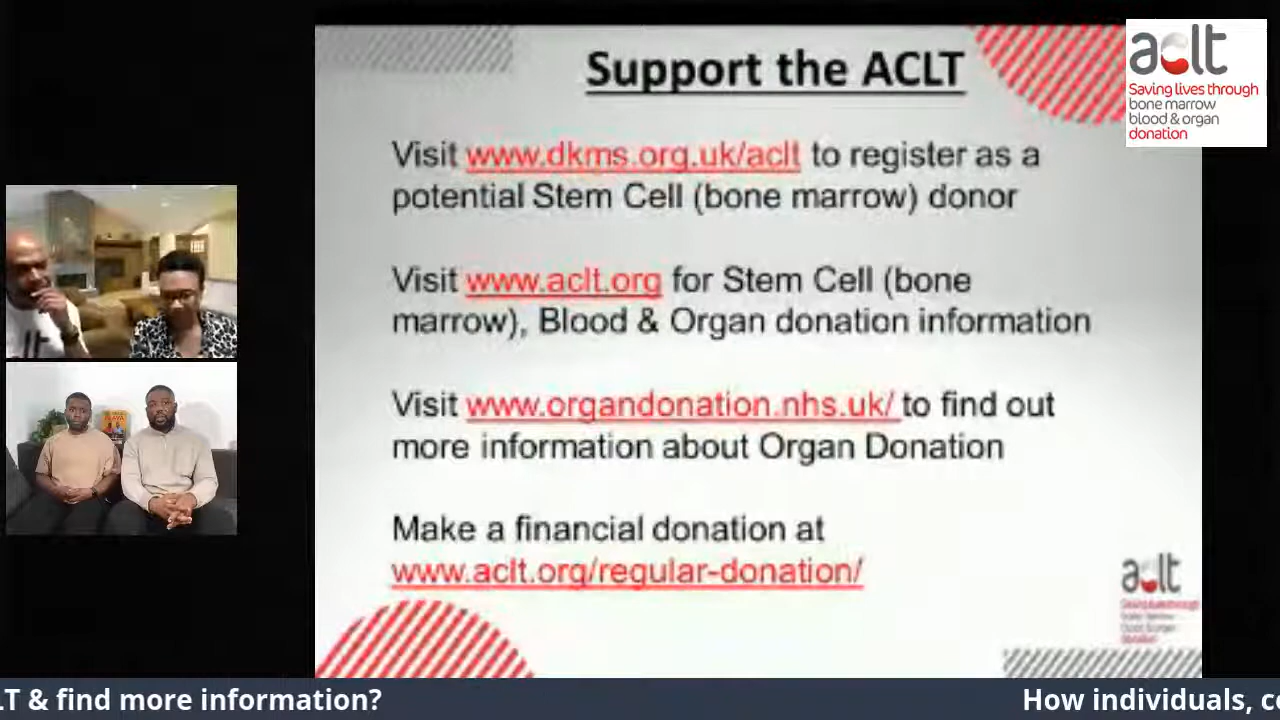 Support the ACLT
aclt
Saving lives through
bone marrow
blood & organ
donation
Visit www.dkms.org.uk/aclt to register as a
potential Stem Cell (bone marrow) donor
Visit www.aclt.org for Stem Cell (bone
marrow), Blood & Organ donation information
Visit www.organdonation.nhs.uk/ to find out
more information about Organ Donation
Make a financial donation at
www.aclt.org/regular-donation/
aclt
LT & find more information?
How individuals, c